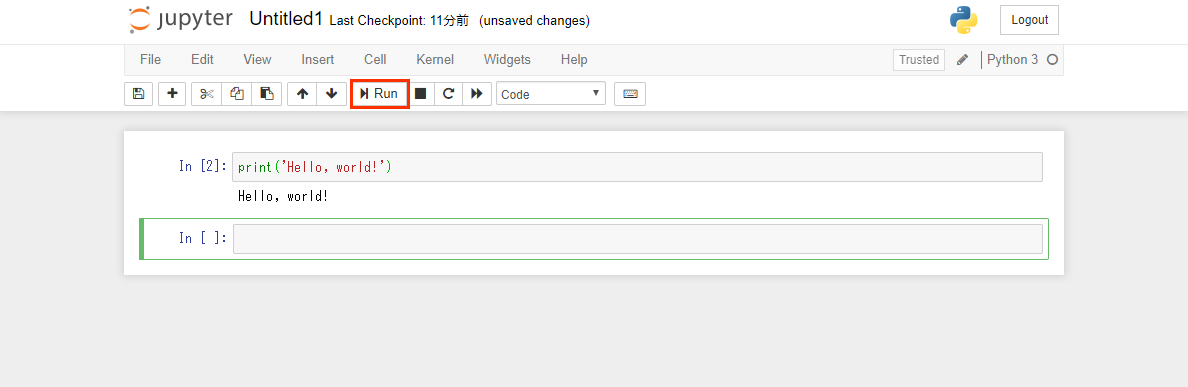 jupyter Untitled1 Last Checkpoint: 11分前 (unsaved changes) Logout
File Edit View Insert Cell Kernel Widgets Help Trusted Python 3
Run Code
In [2]: print('Hello, world!')
Hello, world!
In [ ]: